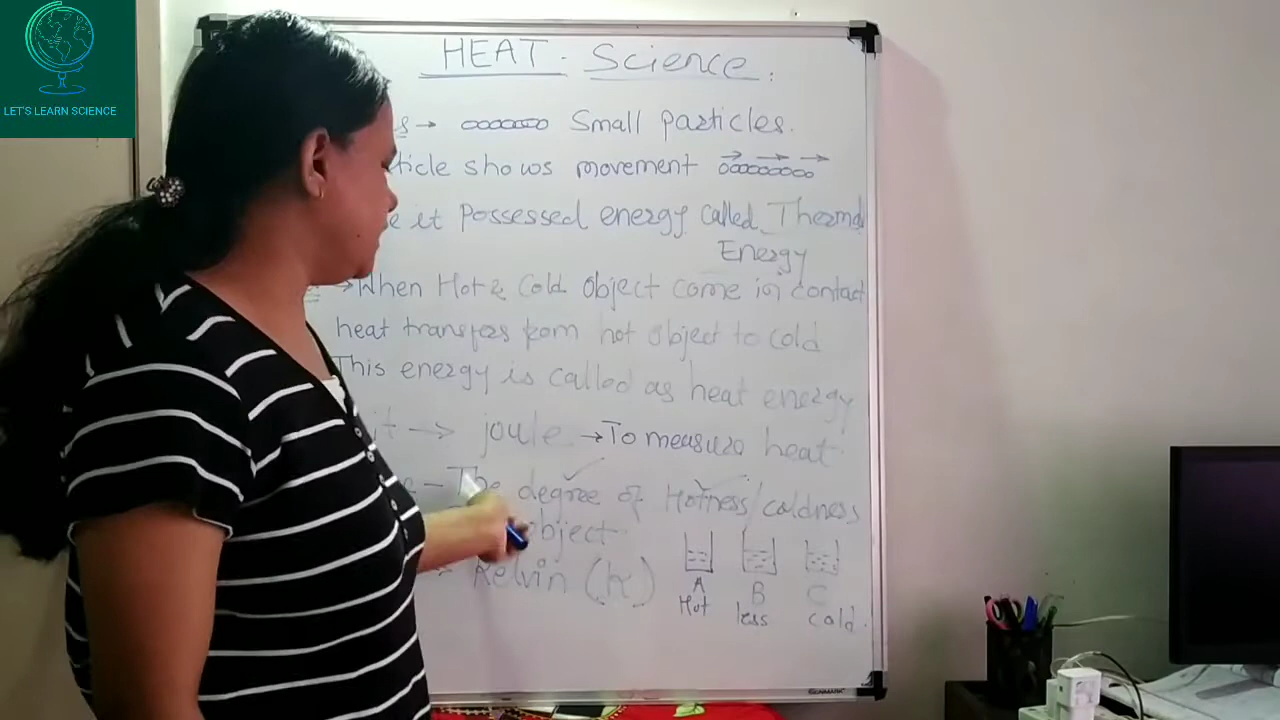 LET'S LEARN SCIENCE
HEAT - Science.
s → Small particles.
ticle shows movement
e it possessed energy called Thermal
Energy
→ When Hot & Cold object come in contact
heat transfers from hot object to cold
This energy is called as heat energy
it → joule → To measure heat
e - The degree of Hotness/coldness
object
Kelvin (K)
A B C
Hot less cold.